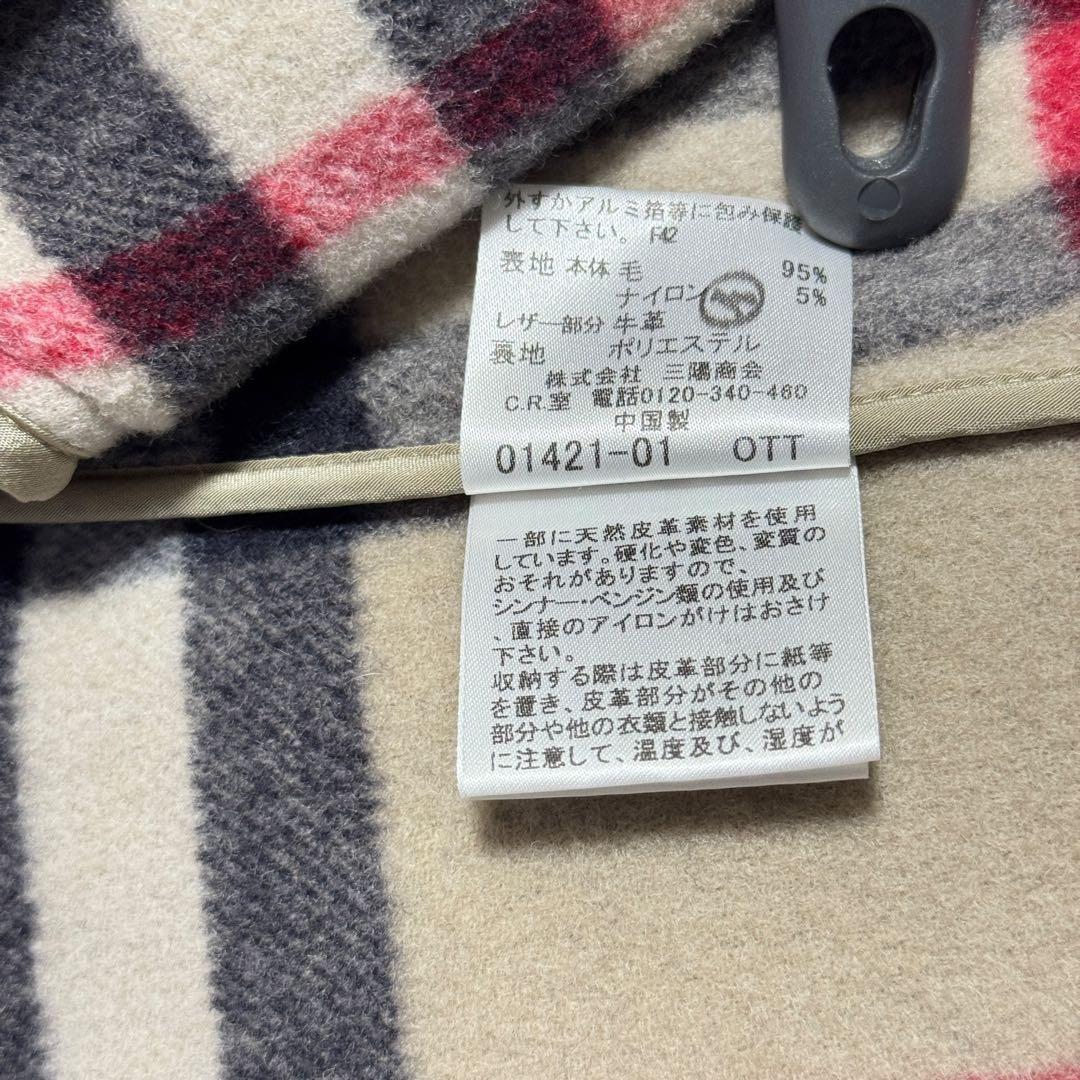 外すかアルミ箔等に包み保護
して下さい。 F42
表地 本体 毛 95%
ナイロン 5%
レザー部分 牛革
裏地 ポリエステル
株式会社 三陽商会
C.R.室 電話0120-340-460
中国製
01421-01 OTT
一部に天然皮革素材を使用
しています。硬化や変色、変質の
おそれがありますので、
シンナー・ベンジン類の使用及び
、直接のアイロンがけはおさけ
下さい。
収納する際は皮革部分に紙等
を置き、皮革部分がその他の
部分や他の衣類と接触しないよう
に注意して、温度及び、湿度が